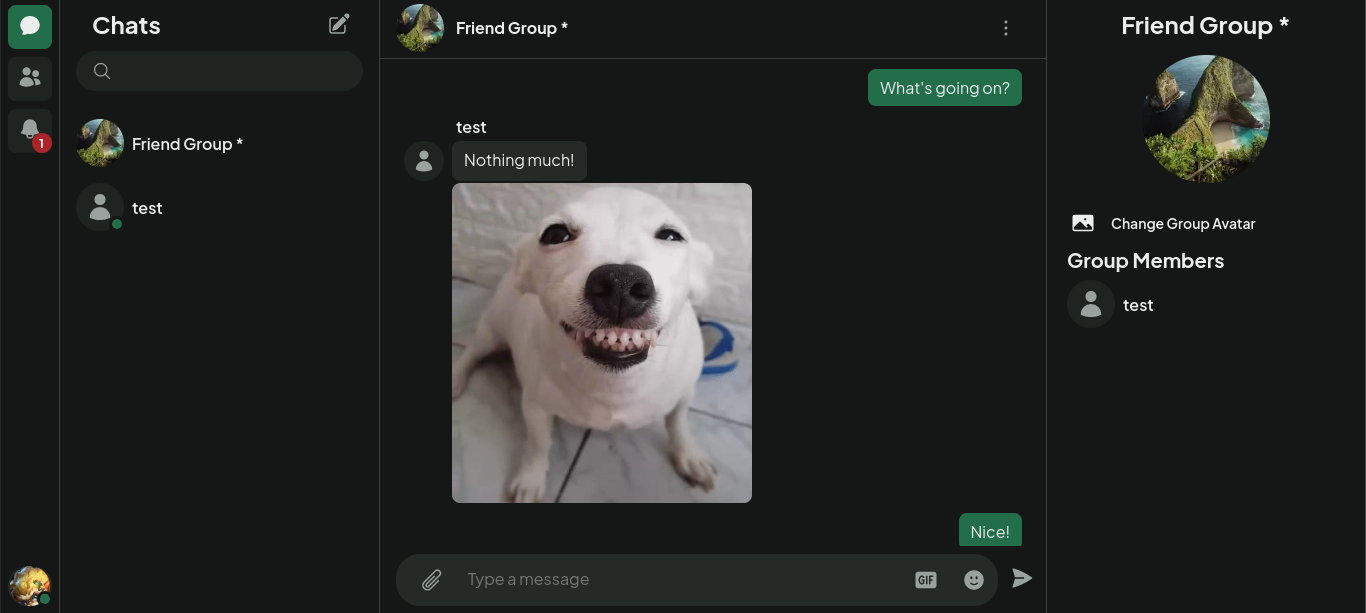 Chats
1
Friend Group *
test
Friend Group *
What's going on?
test
Nothing much!
Nice!
Type a message
GIF
Friend Group *
Change Group Avatar
Group Members
test